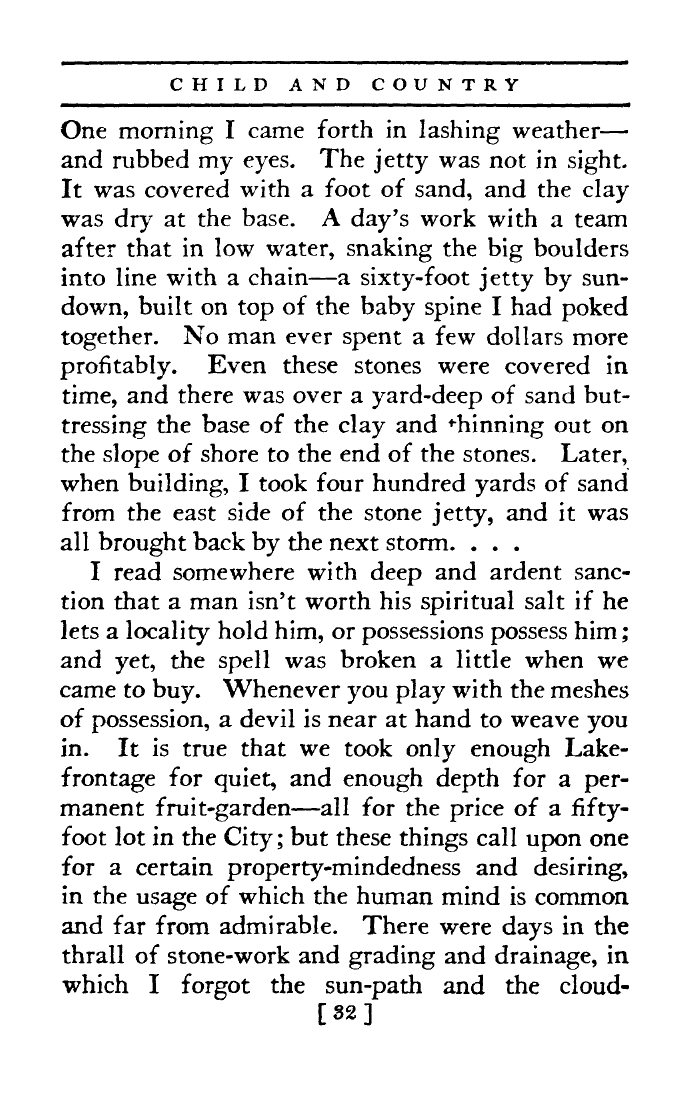 CHILD AND COUNTRY
One morning I came forth in lashing weather—
and rubbed my eyes. The jetty was not in sight.
It was covered with a foot of sand, and the clay
was dry at the base. A day's work with a team
after that in low water, snaking the big boulders
into line with a chain—a sixty-foot jetty by sun-
down, built on top of the baby spine I had poked
together. No man ever spent a few dollars more
profitably. Even these stones were covered in
time, and there was over a yard-deep of sand but-
tressing the base of the clay and thinning out on
the slope of shore to the end of the stones. Later,
when building, I took four hundred yards of sand
from the east side of the stone jetty, and it was
all brought back by the next storm. . . .
I read somewhere with deep and ardent sanc-
tion that a man isn't worth his spiritual salt if he
lets a locality hold him, or possessions possess him;
and yet, the spell was broken a little when we
came to buy. Whenever you play with the meshes
of possession, a devil is near at hand to weave you
in. It is true that we took only enough Lake-
frontage for quiet, and enough depth for a per-
manent fruit-garden—all for the price of a fifty-
foot lot in the City; but these things call upon one
for a certain property-mindedness and desiring,
in the usage of which the human mind is common
and far from admirable. There were days in the
thrall of stone-work and grading and drainage, in
which I forgot the sun-path and the cloud-
[ 32 ]